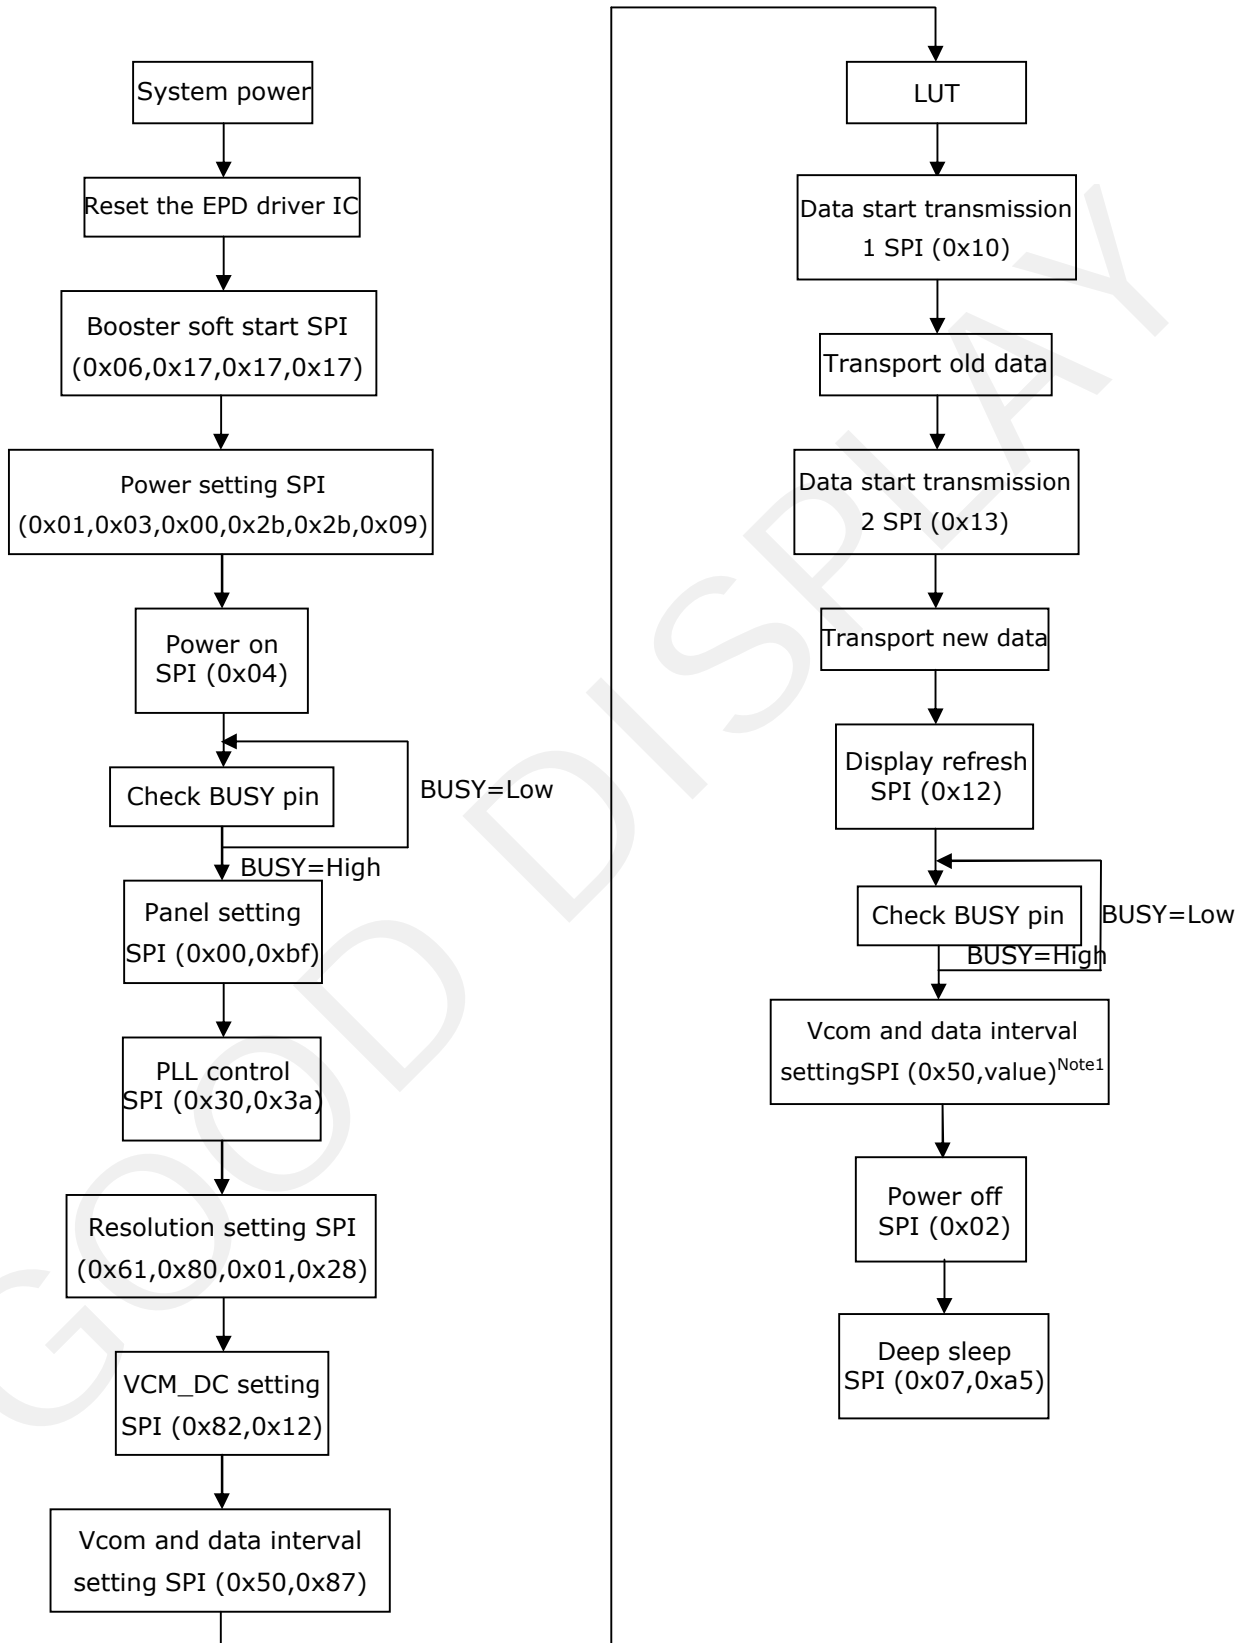 System power
Reset the EPD driver IC
Booster soft start SPI
(0x06,0x17,0x17,0x17)
Power setting SPI
(0x01,0x03,0x00,0x2b,0x2b,0x09)
Power on
SPI (0x04)
Check BUSY pin
BUSY=Low
BUSY=High
Panel setting
SPI (0x00,0xbf)
PLL control
SPI (0x30,0x3a)
Resolution setting SPI
(0x61,0x80,0x01,0x28)
VCM_DC setting
SPI (0x82,0x12)
Vcom and data interval
setting SPI (0x50,0x87)
LUT
Data start transmission
1 SPI (0x10)
Transport old data
Data start transmission
2 SPI (0x13)
Transport new data
Display refresh
SPI (0x12)
Check BUSY pin
BUSY=Low
BUSY=High
Vcom and data interval
settingSPI (0x50,value)Note1
Power off
SPI (0x02)
Deep sleep
SPI (0x07,0xa5)
GOOD DISPLAY